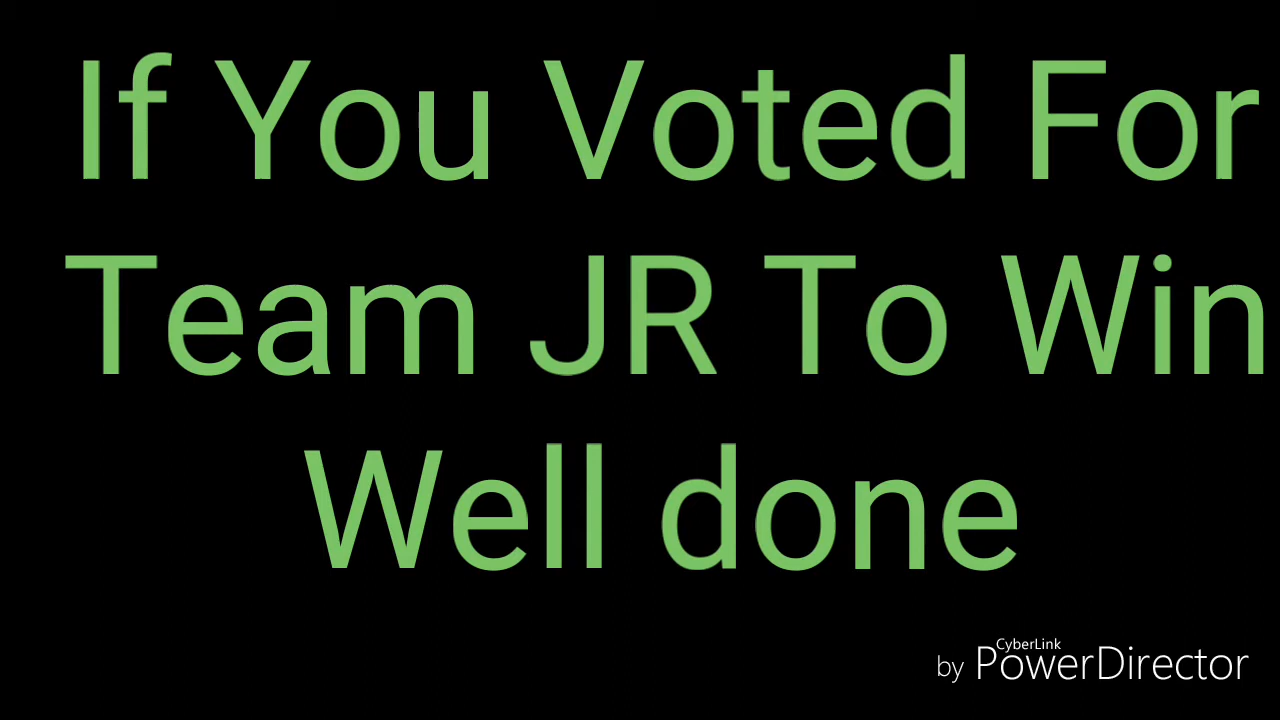 If You Voted For
Team JR To Win
Well done
CyberLink
by PowerDirector